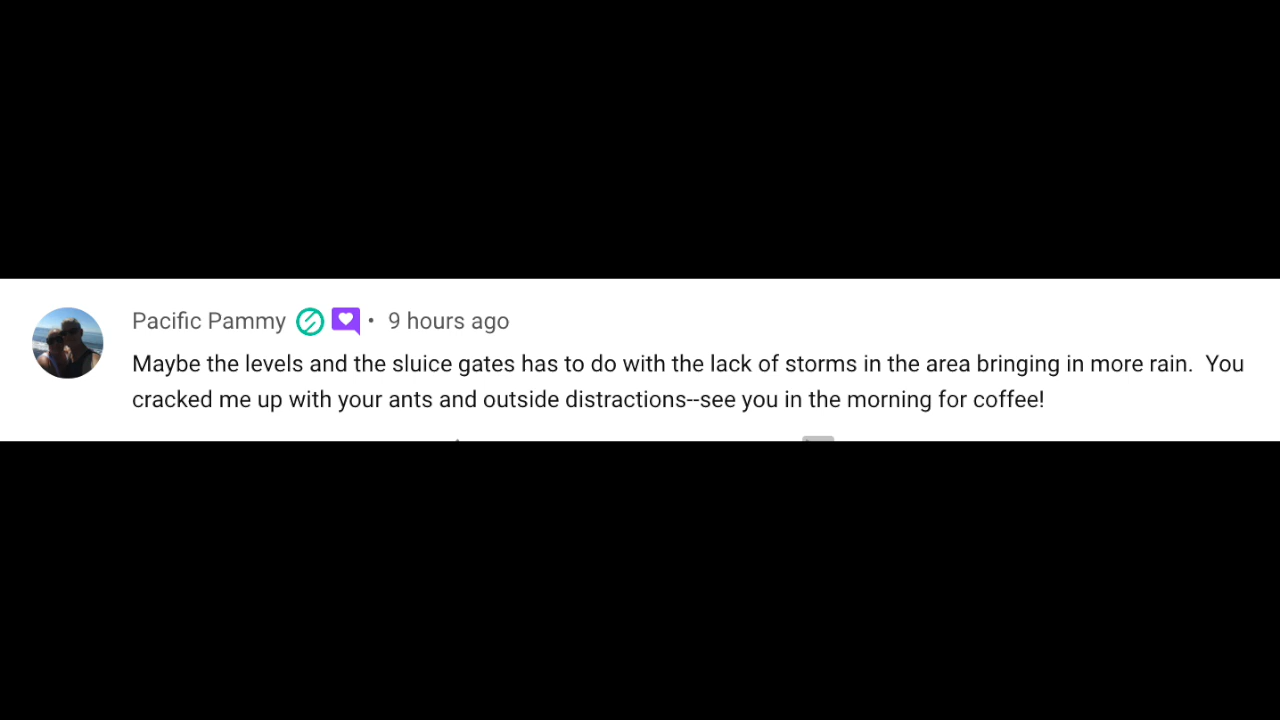 Pacific Pammy • 9 hours ago
Maybe the levels and the sluice gates has to do with the lack of storms in the area bringing in more rain.  You
cracked me up with your ants and outside distractions--see you in the morning for coffee!